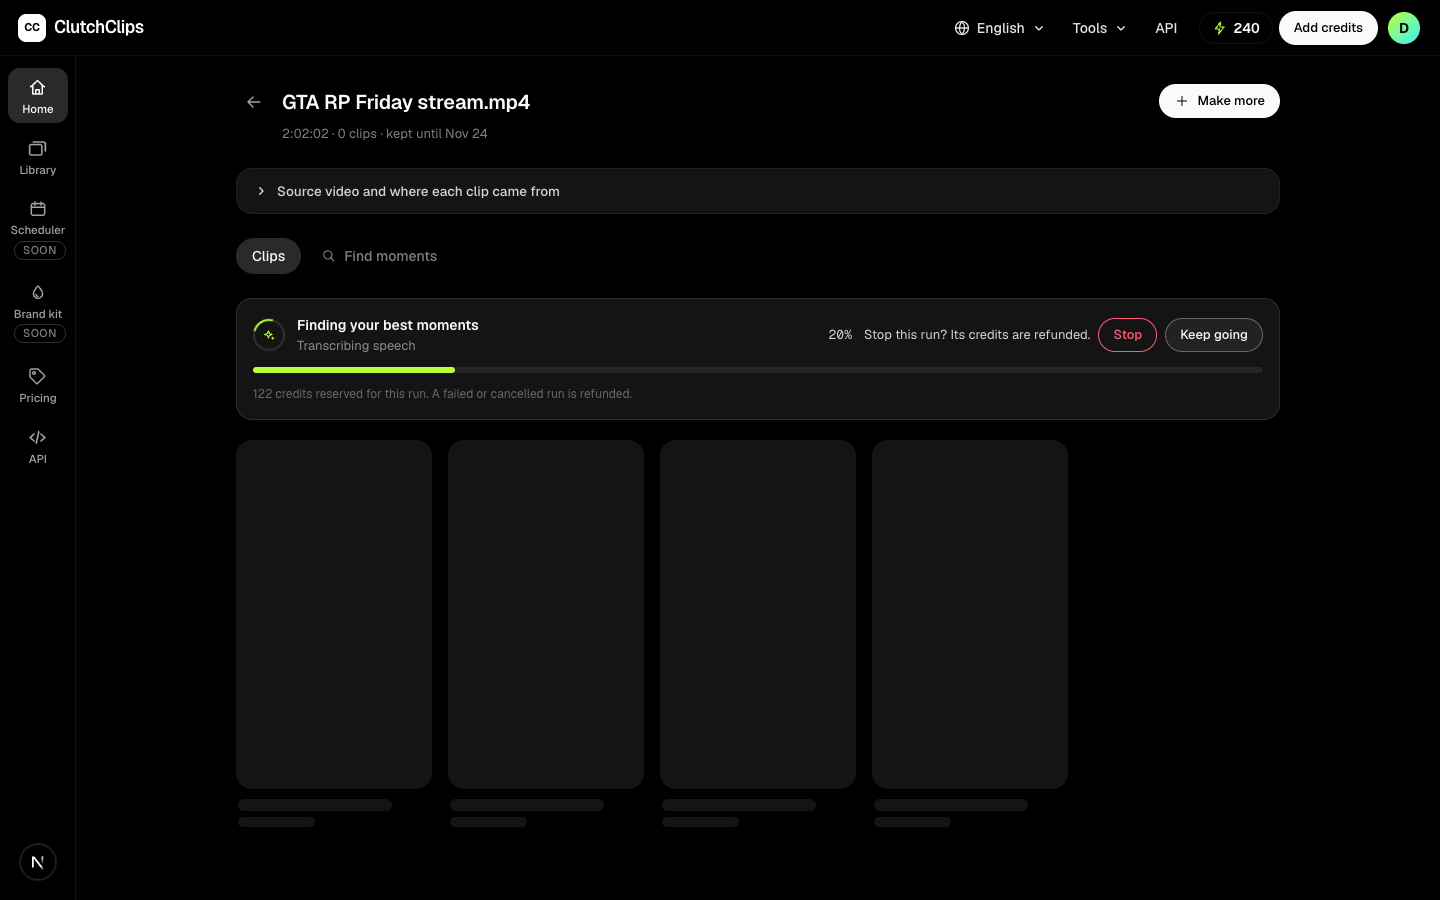 CC ClutchClips
English
Tools
API
240
Add credits
D
Home
Library
Scheduler
SOON
Brand kit
SOON
Pricing
API
N
GTA RP Friday stream.mp4
Make more
2:02:02 · 0 clips · kept until Nov 24
Source video and where each clip came from
Clips
Find moments
Finding your best moments
Transcribing speech
20% Stop this run? Its credits are refunded.
Stop
Keep going
122 credits reserved for this run. A failed or cancelled run is refunded.